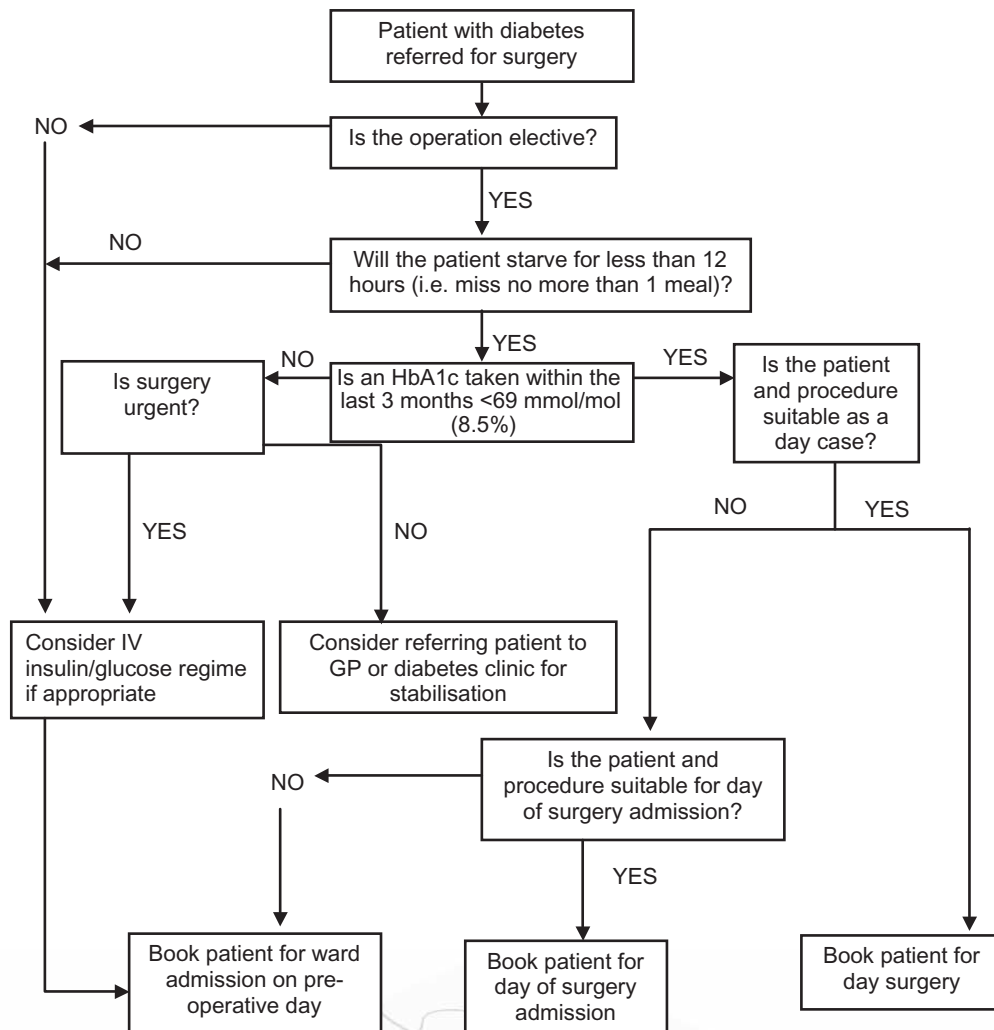 Patient with diabetes
referred for surgery
NO
Is the operation elective?
YES
NO
Will the patient starve for less than 12
hours (i.e. miss no more than 1 meal)?
YES
NO
Is surgery
urgent?
Is an HbA1c taken within the
last 3 months <69 mmol/mol
(8.5%)
YES
Is the patient
and procedure
suitable as a
day case?
YES
NO
NO
YES
Consider IV
insulin/glucose regime
if appropriate
Consider referring patient to
GP or diabetes clinic for
stabilisation
Is the patient and
procedure suitable for day
of surgery admission?
NO
YES
Book patient for ward
admission on pre-
operative day
Book patient for
day of surgery
admission
Book patient for
day surgery